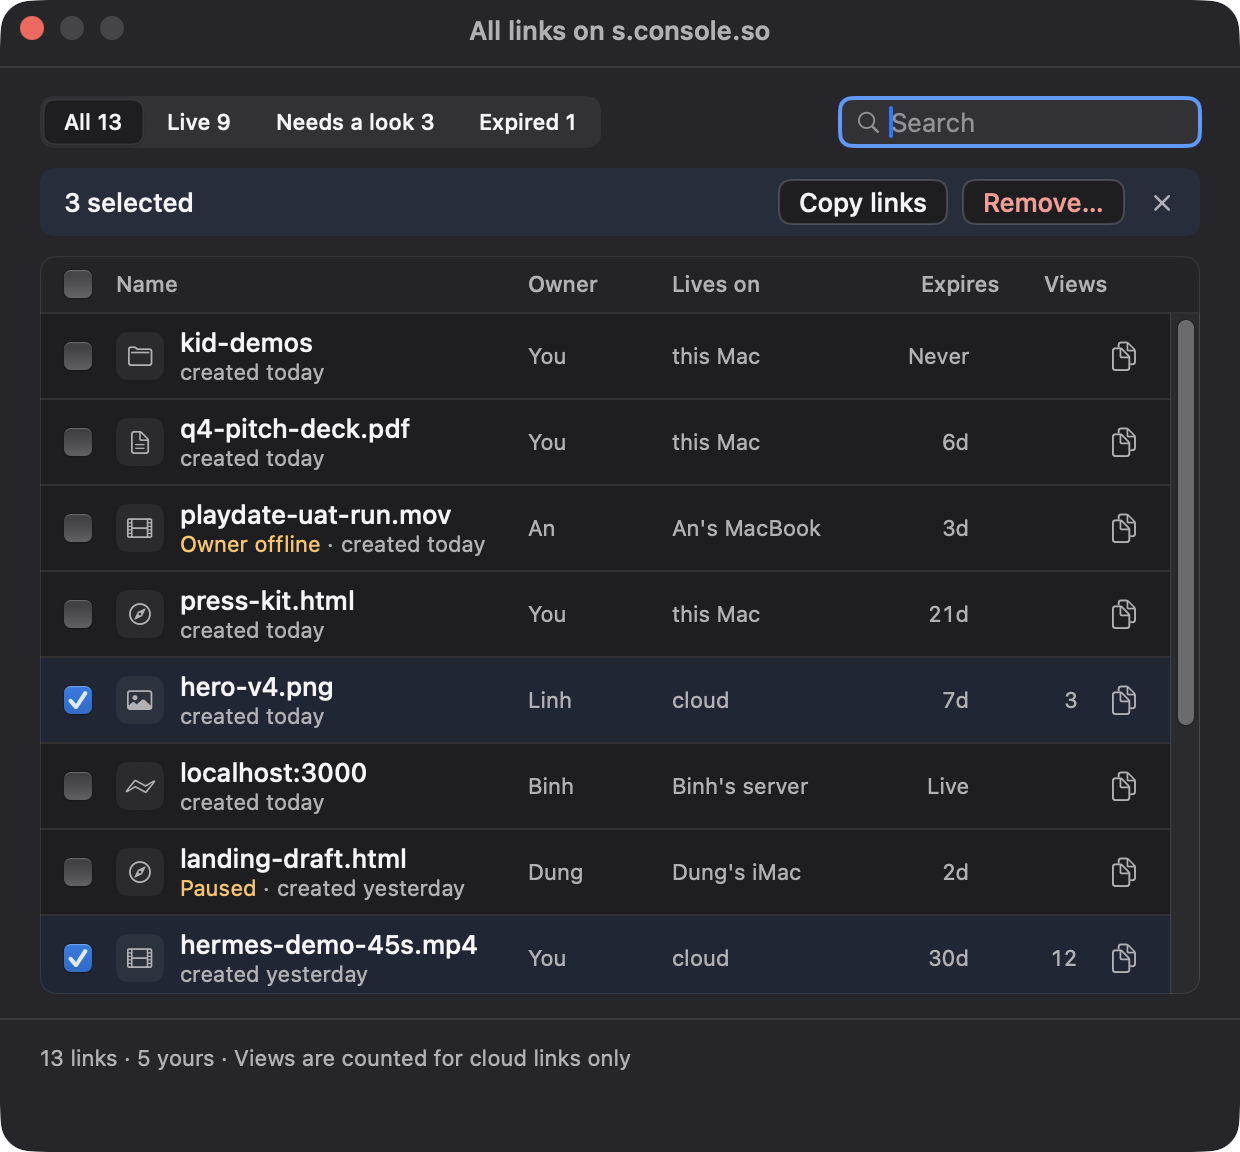 All links on s.console.so
All 13 Live 9 Needs a look 3 Expired 1
Search
3 selected Copy links Remove...
Name Owner Lives on Expires Views
kid-demos
created today
You this Mac Never
q4-pitch-deck.pdf
created today
You this Mac 6d
playdate-uat-run.mov
Owner offline · created today
An An's MacBook 3d
press-kit.html
created today
You this Mac 21d
hero-v4.png
created today
Linh cloud 7d 3
localhost:3000
created today
Binh Binh's server Live
landing-draft.html
Paused · created yesterday
Dung Dung's iMac 2d
hermes-demo-45s.mp4
created yesterday
You cloud 30d 12
13 links · 5 yours · Views are counted for cloud links only